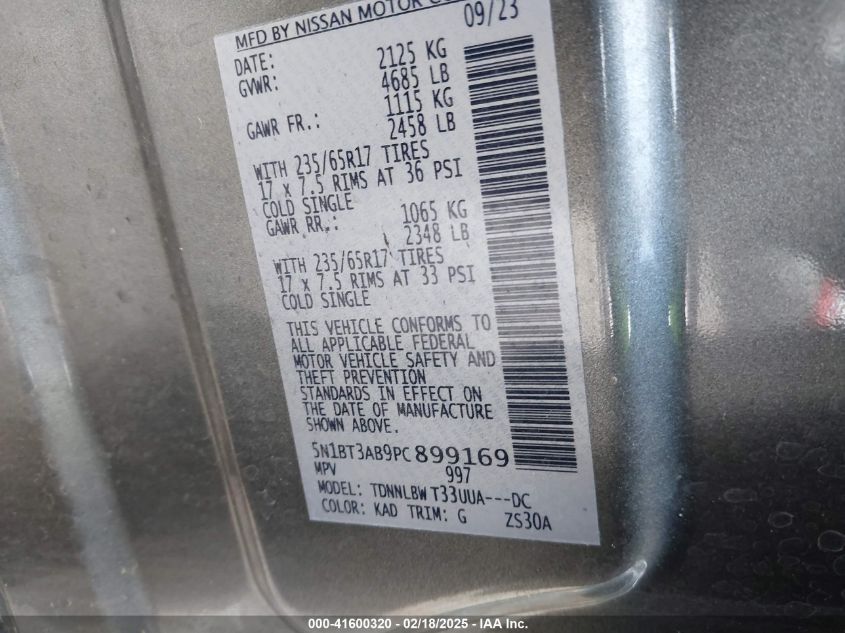 MFD BY NISSAN MOTOR
DATE: 09/23
GVWR: 2125 KG
4685 LB
GAWR FR.: 1115 KG
2458 LB
WITH 235/65R17 TIRES
17 x 7.5 RIMS AT 36 PSI
COLD SINGLE
GAWR RR.: 1065 KG
2348 LB
WITH 235/65R17 TIRES
17 x 7.5 RIMS AT 33 PSI
COLD SINGLE
THIS VEHICLE CONFORMS TO
ALL APPLICABLE FEDERAL
MOTOR VEHICLE SAFETY AND
THEFT PREVENTION
STANDARDS IN EFFECT ON
THE DATE OF MANUFACTURE
SHOWN ABOVE.
5N1BT3AB9PC899169
MPV 997
MODEL: TDNNLBW T33UUA---DC
COLOR: KAD TRIM: G ZS30A
000-41600320 / 02/18/2025 - IAA Inc.